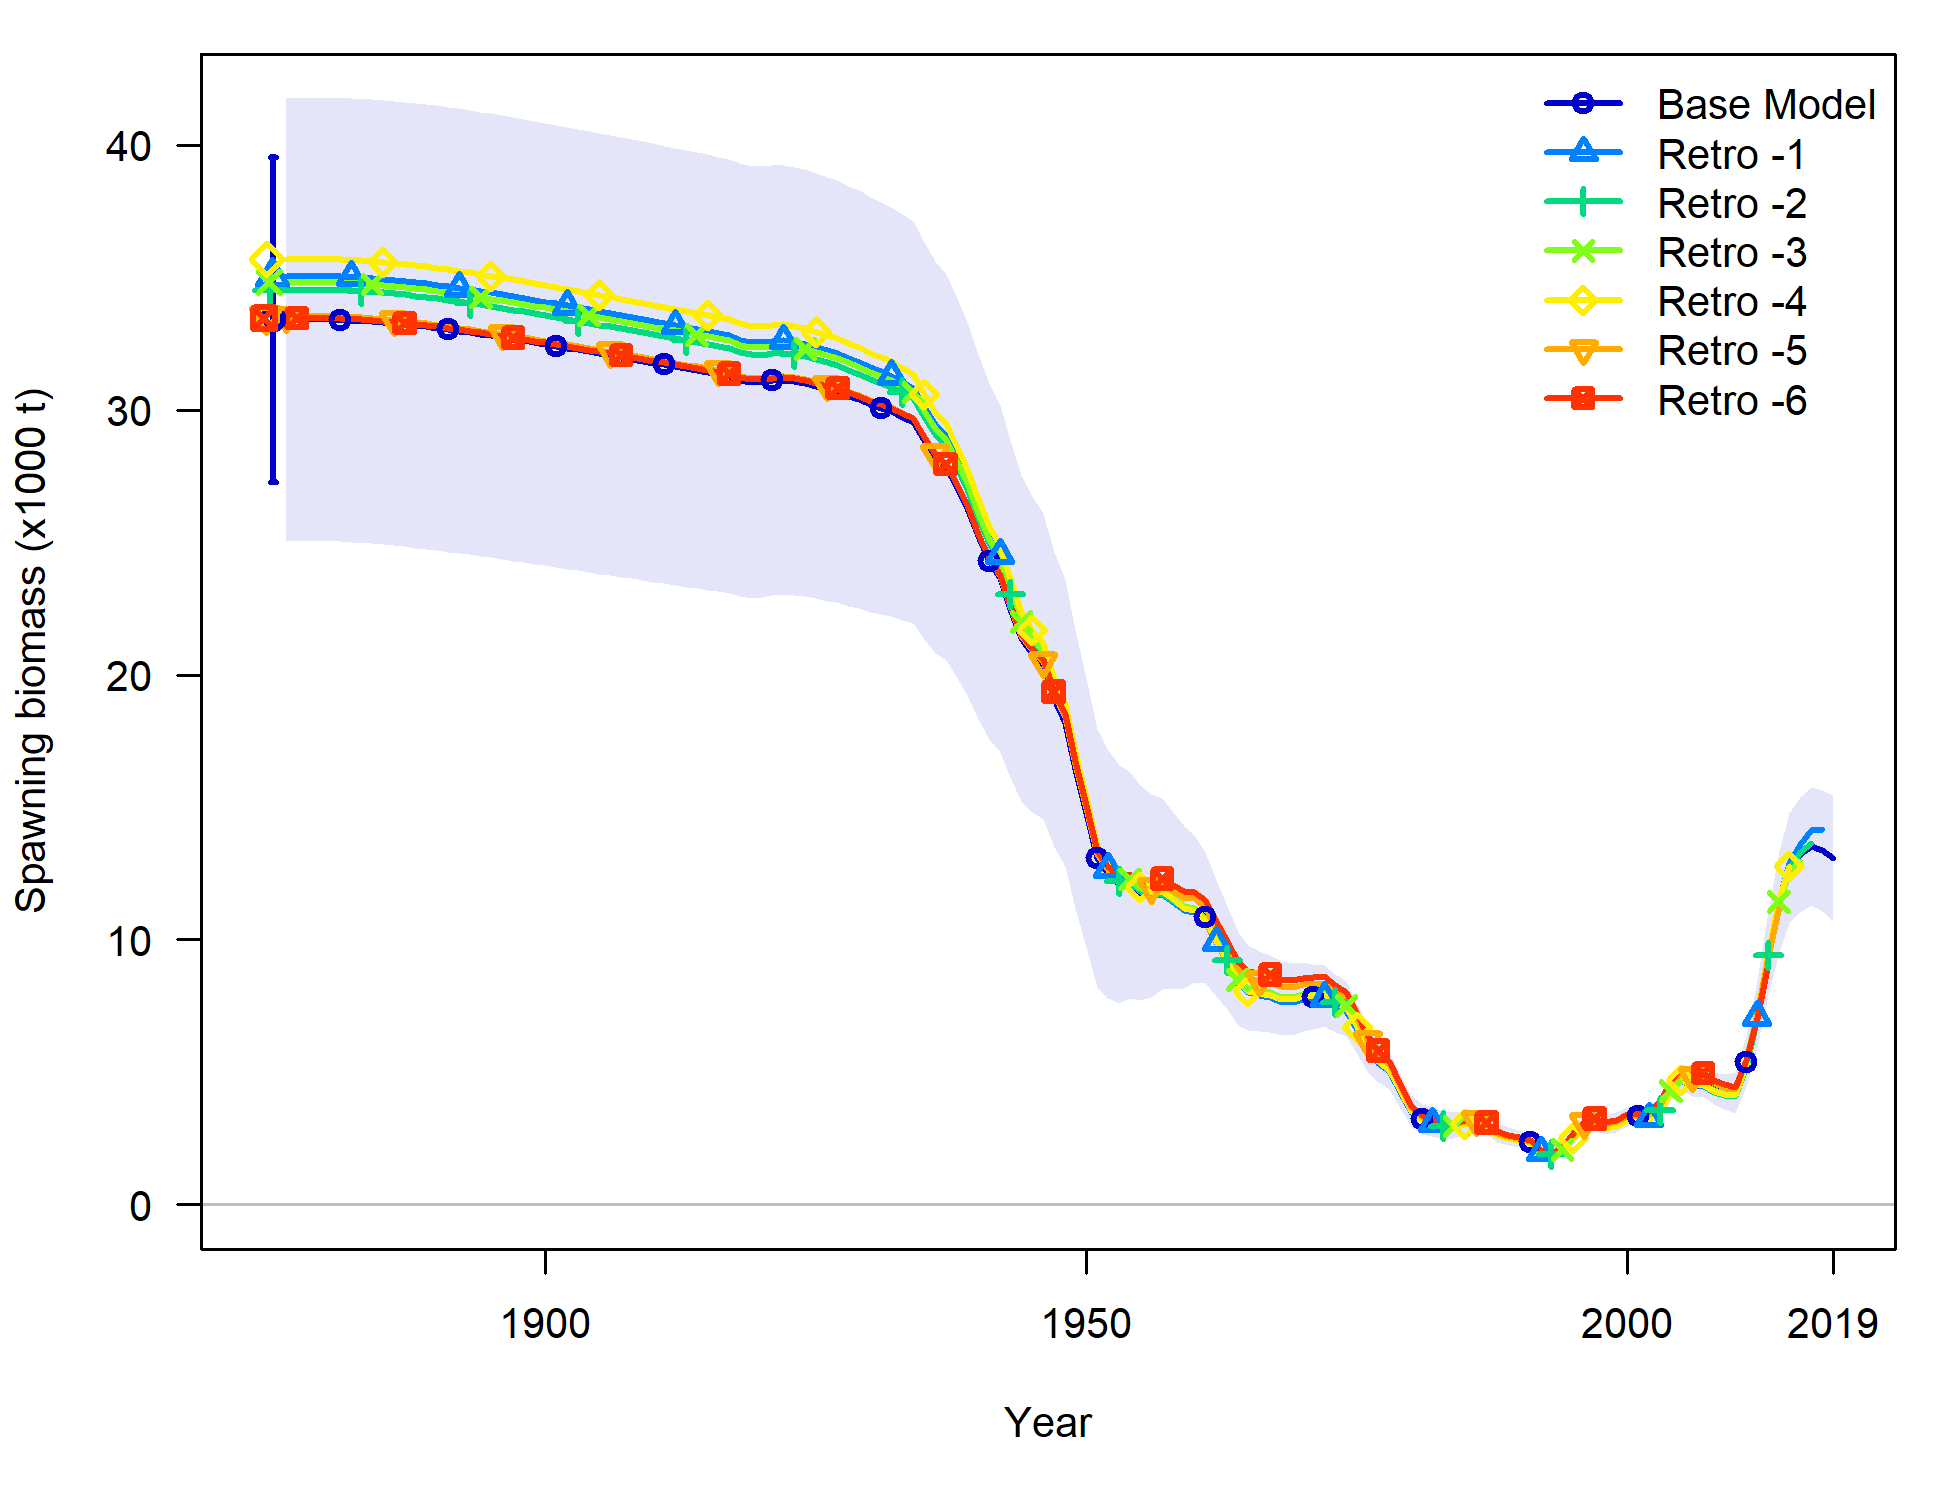 Base Model
Retro -1
Retro -2
Retro -3
Retro -4
Retro -5
Retro -6
Spawning biomass (x1000 t)
40
30
20
10
0
1900
1950
2000
2019
Year